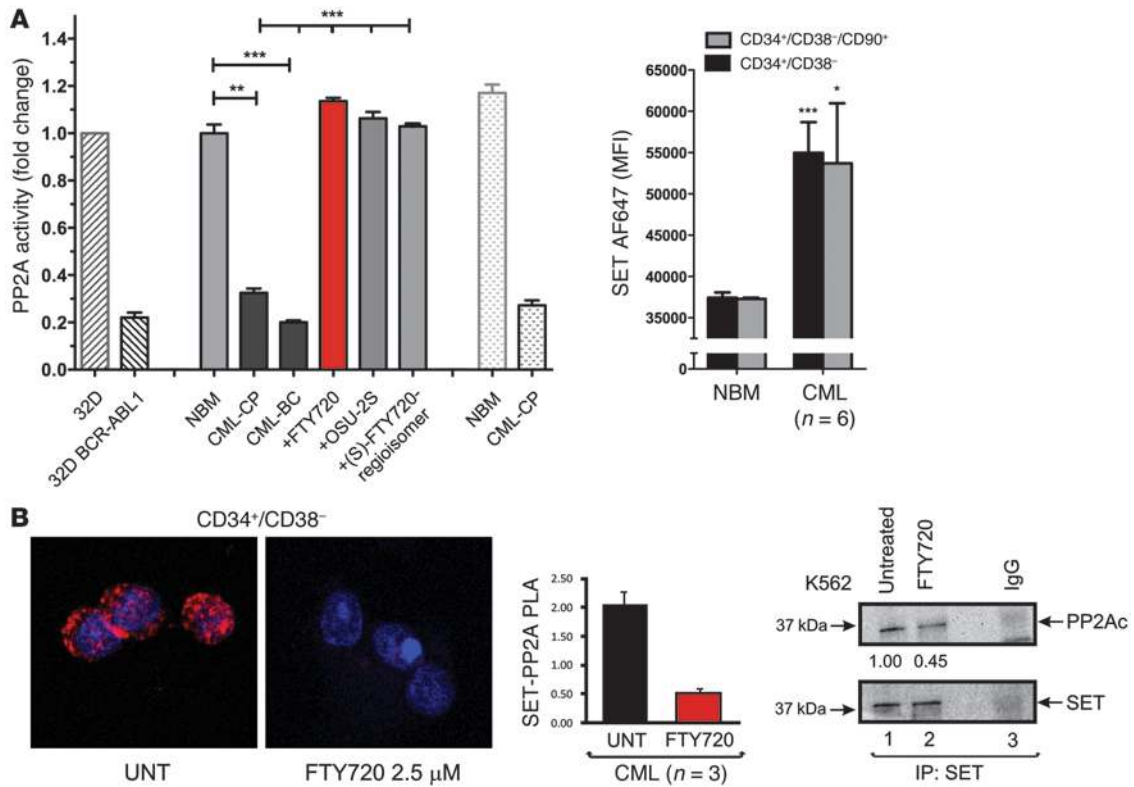 A
PP2A activity (fold change)
1.4
1.2
1.0
0.8
0.6
0.4
0.2
0.0
***
***
**
32D
32D BCR-ABL1
NBM
CML-CP
CML-BC
+FTY720
+OSU-2S
+(S)-FTY720-
regioisomer
NBM
CML-CP
CD34⁺/CD38⁻/CD90⁺
CD34⁺/CD38⁻
SET AF647 (MFI)
65000
60000
55000
50000
45000
40000
35000
0
***
*
NBM
CML
(n = 6)
B
CD34⁺/CD38⁻
UNT
FTY720 2.5 μM
SET-PP2A PLA
2.50
2.00
1.50
1.00
0.50
0.00
UNT
FTY720
CML (n = 3)
K562
Untreated
FTY720
IgG
37 kDa
PP2Ac
1.00 0.45
37 kDa
SET
1 2 3
IP: SET